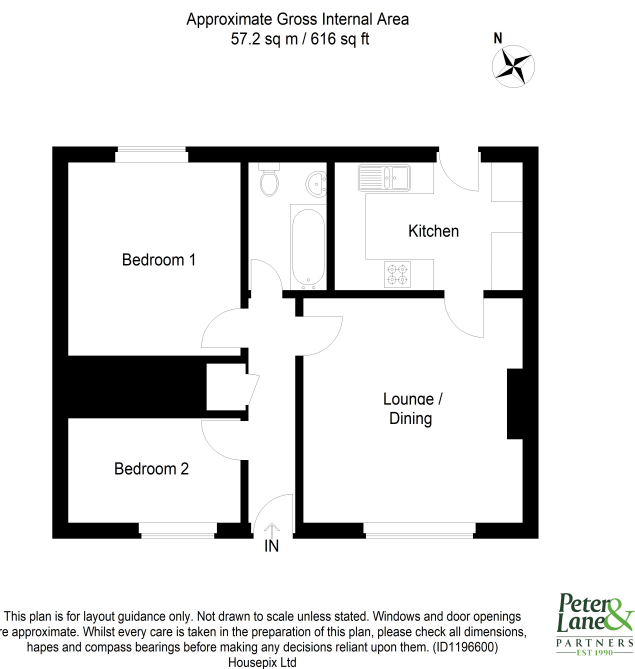 Approximate Gross Internal Area
57.2 sq m / 616 sq ft
N
Kitchen
Bedroom 1
Lounge /
Dining
Bedroom 2
IN
This plan is for layout guidance only. Not drawn to scale unless stated. Windows and door openings
re approximate. Whilst every care is taken in the preparation of this plan, please check all dimensions,
hapes and compass bearings before making any decisions reliant upon them. (ID1196600)
Housepix Ltd
Peter &
Lane
PARTNERS
EST 1990